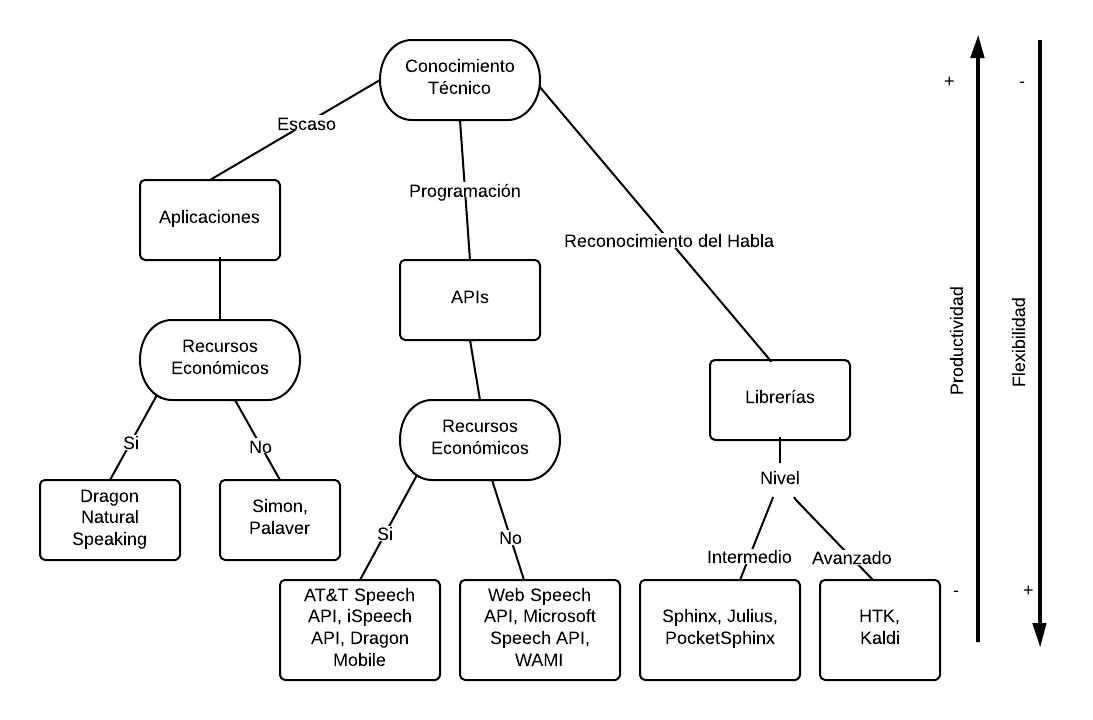 Conocimiento
Técnico
+
-
Escaso
Programación
Aplicaciones
Reconocimiento del Habla
APIs
Productividad
Flexibilidad
Recursos
Económicos
Librerías
Recursos
Económicos
Si
No
Nivel
Dragon
Natural
Speaking
Simon,
Palaver
Si
No
Intermedio
Avanzado
AT&T Speech
API, iSpeech
API, Dragon
Mobile
Web Speech
API, Microsoft
Speech API,
WAMI
Sphinx, Julius,
PocketSphinx
HTK,
Kaldi
-
+